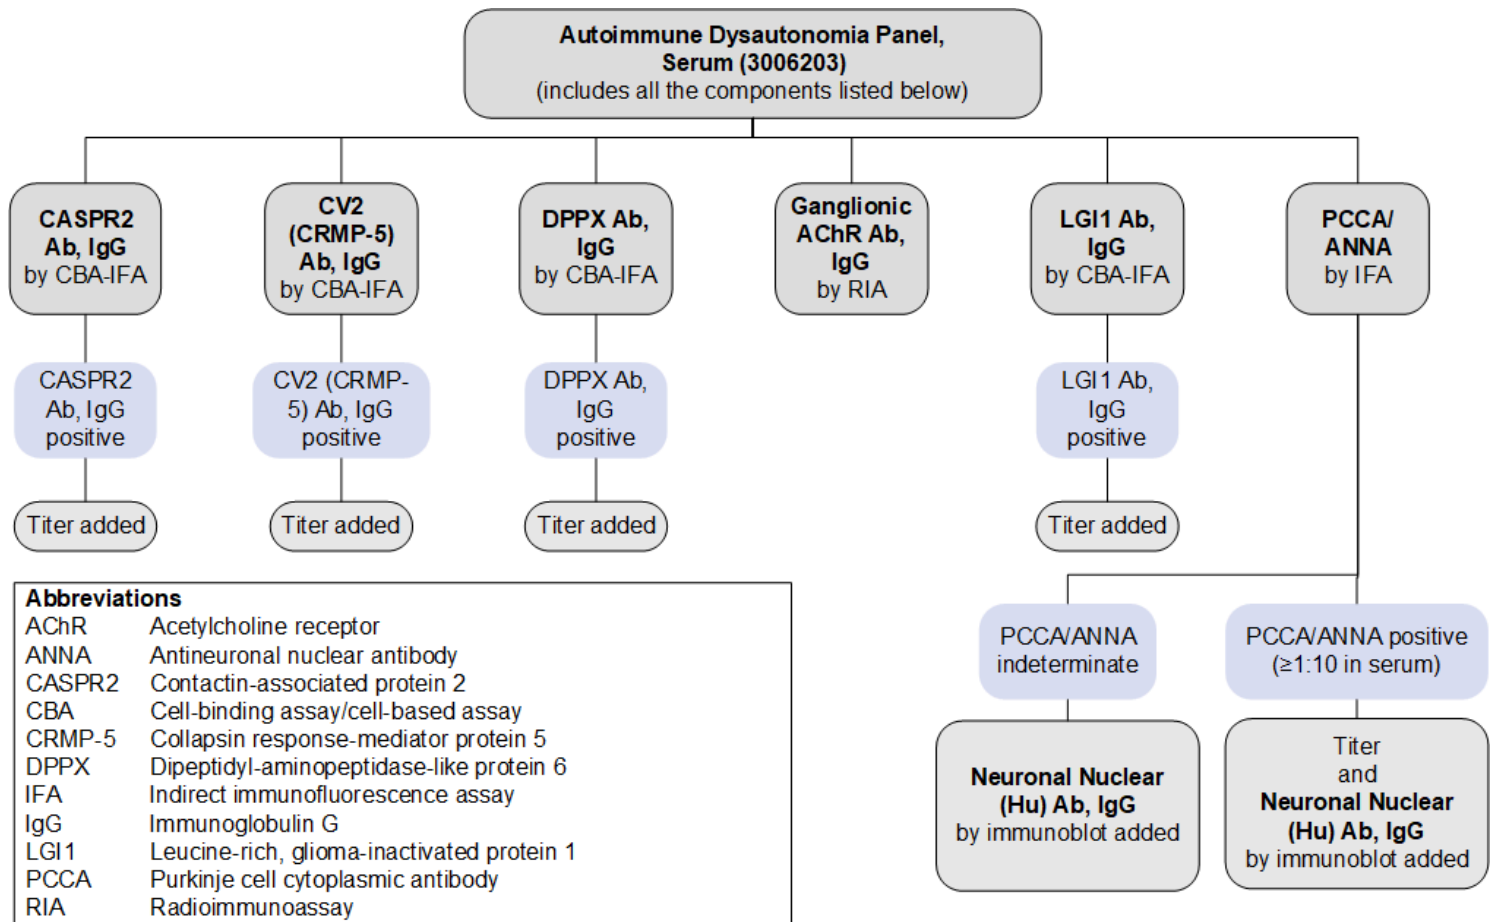 Autoimmune Dysautonomia Panel,
Serum (3006203)
(includes all the components listed below)
CASPR2
Ab, IgG
by CBA-IFA
CV2
(CRMP-5)
Ab, IgG
by CBA-IFA
DPPX Ab,
IgG
by CBA-IFA
Ganglionic
AChR Ab,
IgG
by RIA
LGI1 Ab,
IgG
by CBA-IFA
PCCA/
ANNA
by IFA
CASPR2
Ab, IgG
positive
CV2 (CRMP-
5) Ab, IgG
positive
DPPX Ab,
IgG
positive
LGI1 Ab,
IgG
positive
Titer added
Titer added
Titer added
Titer added
PCCA/ANNA
indeterminate
PCCA/ANNA positive
(≥1:10 in serum)
Neuronal Nuclear
(Hu) Ab, IgG
by immunoblot added
Titer
and
Neuronal Nuclear
(Hu) Ab, IgG
by immunoblot added
Abbreviations
AChR Acetylcholine receptor
ANNA Antineuronal nuclear antibody
CASPR2 Contactin-associated protein 2
CBA Cell-binding assay/cell-based assay
CRMP-5 Collapsin response-mediator protein 5
DPPX Dipeptidyl-aminopeptidase-like protein 6
IFA Indirect immunofluorescence assay
IgG Immunoglobulin G
LGI1 Leucine-rich, glioma-inactivated protein 1
PCCA Purkinje cell cytoplasmic antibody
RIA Radioimmunoassay